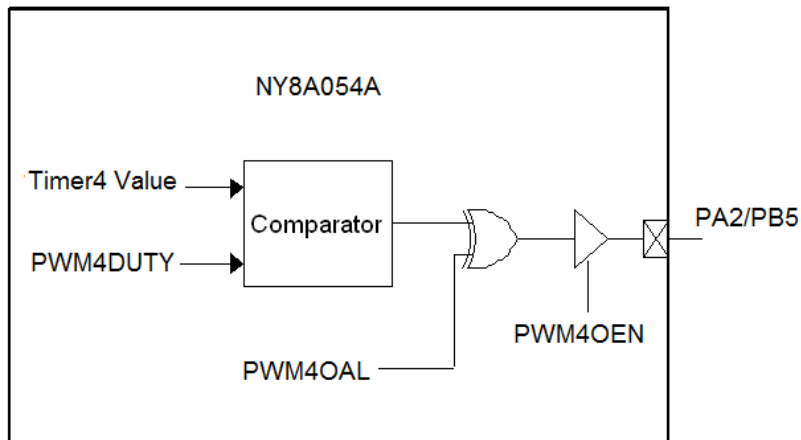 NY8A054A
Timer4 Value
Comparator
PA2/PB5
PWM4DUTY
PWM4OEN
PWM4OAL